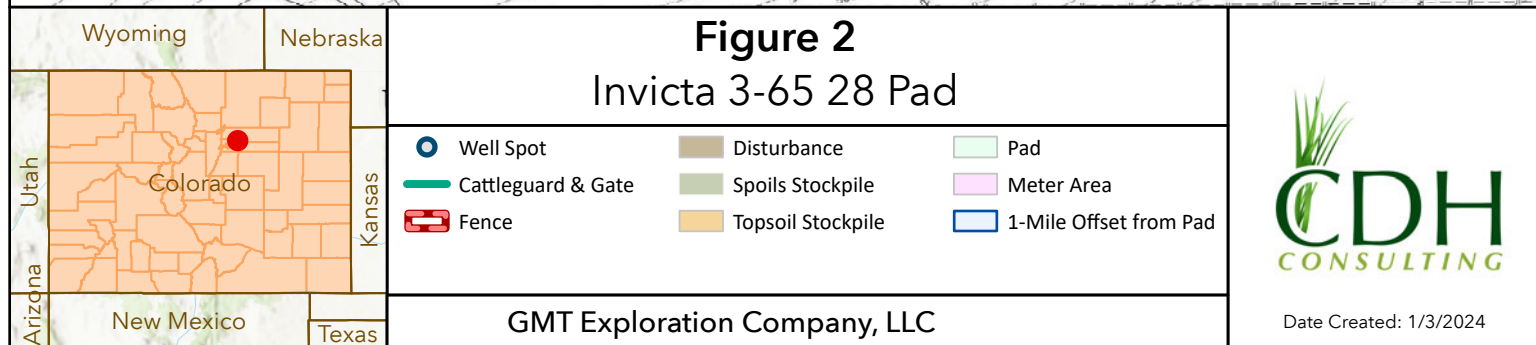 Wyoming
Nebraska
Utah
Colorado
Kansas
Arizona
New Mexico
Texas
Figure 2
Invicta 3-65 28 Pad
Well Spot
Cattleguard & Gate
Fence
Disturbance
Spoils Stockpile
Topsoil Stockpile
Pad
Meter Area
1-Mile Offset from Pad
GMT Exploration Company, LLC
CDH
CONSULTING
Date Created: 1/3/2024